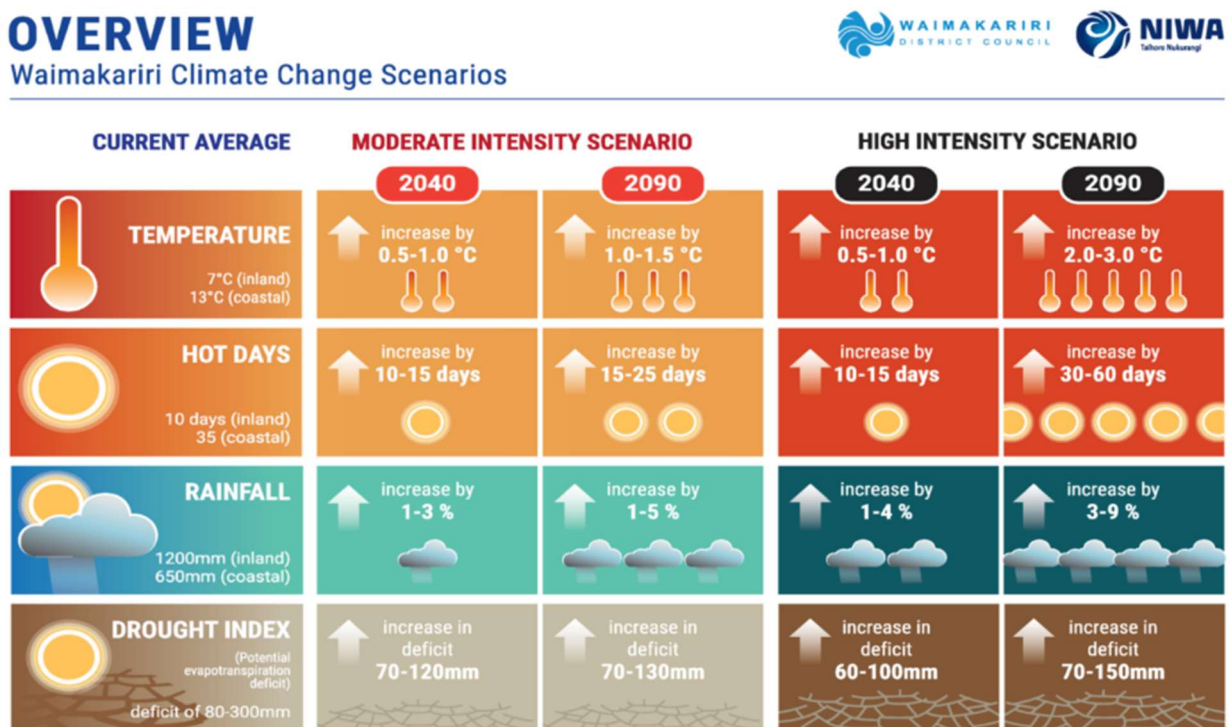 OVERVIEW
Waimakariri Climate Change Scenarios
WAIMAKARIRI
DISTRICT COUNCIL
NIWA
Taihoro Nukurangi
CURRENT AVERAGE
MODERATE INTENSITY SCENARIO
HIGH INTENSITY SCENARIO
2040
2090
2040
2090
TEMPERATURE
7°C (inland)
13°C (coastal)
increase by
0.5-1.0 °C
increase by
1.0-1.5 °C
increase by
0.5-1.0 °C
increase by
2.0-3.0 °C
HOT DAYS
10 days (inland)
35 (coastal)
increase by
10-15 days
increase by
15-25 days
increase by
10-15 days
increase by
30-60 days
RAINFALL
1200mm (inland)
650mm (coastal)
increase by
1-3 %
increase by
1-5 %
increase by
1-4 %
increase by
3-9 %
DROUGHT INDEX
(Potential
evapotranspiration
deficit)
deficit of 80-300mm
increase in
deficit
70-120mm
increase in
deficit
70-130mm
increase in
deficit
60-100mm
increase in
deficit
70-150mm